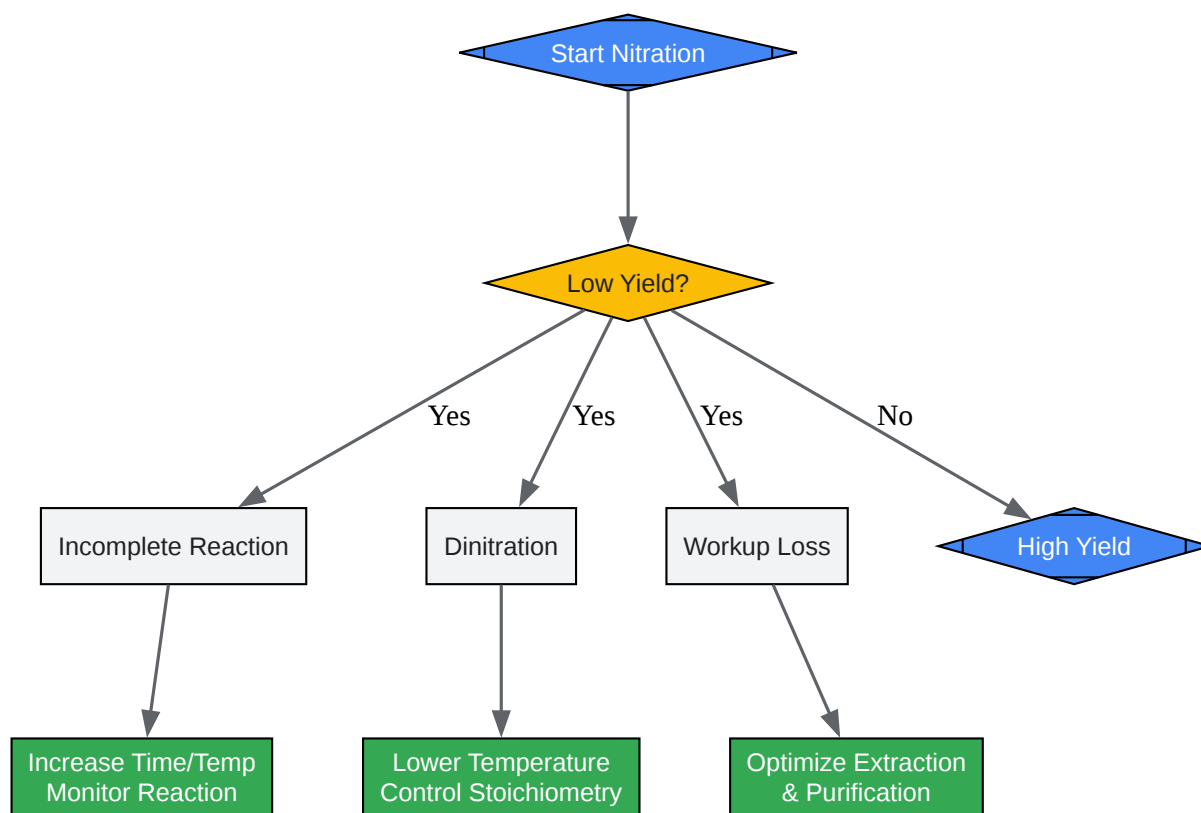 Start Nitration
Low Yield?
Yes
Yes
Yes
No
Incomplete Reaction
Dinitration
Workup Loss
High Yield
Increase Time/Temp
Monitor Reaction
Lower Temperature
Control Stoichiometry
Optimize Extraction
& Purification